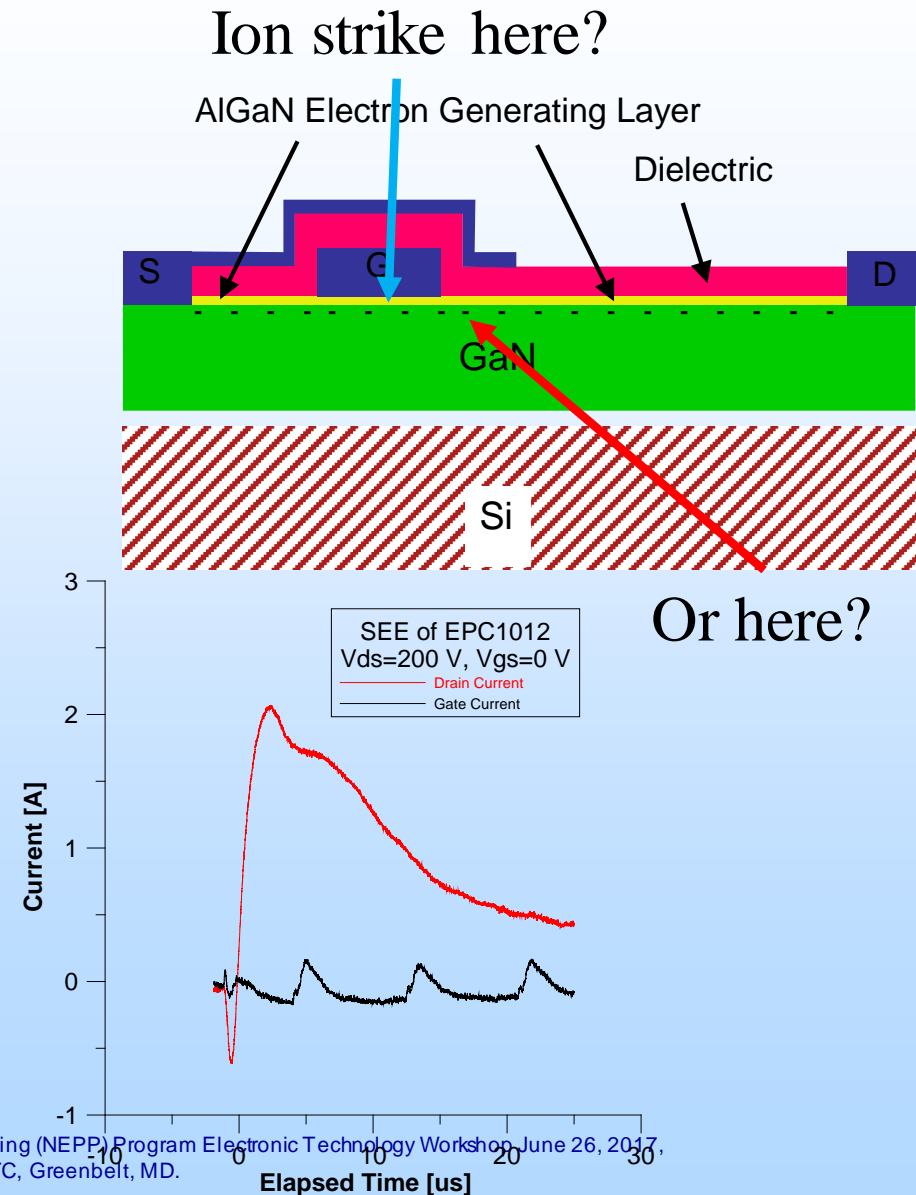 Ion strike here?
AlGaN Electron Generating Layer
Dielectric
S
G
D
- - - - - - - - - - - - - - - - - -
GaN
Si
Or here?
SEE of EPC1012
Vds=200 V, Vgs=0 V
Drain Current
Gate Current
3
2
1
0
-1
Current [A]
-10 0 10 20 30
Elapsed Time [us]
ing (NEPP) Program Electronic Technology Workshop June 26, 2017,
TC, Greenbelt, MD.